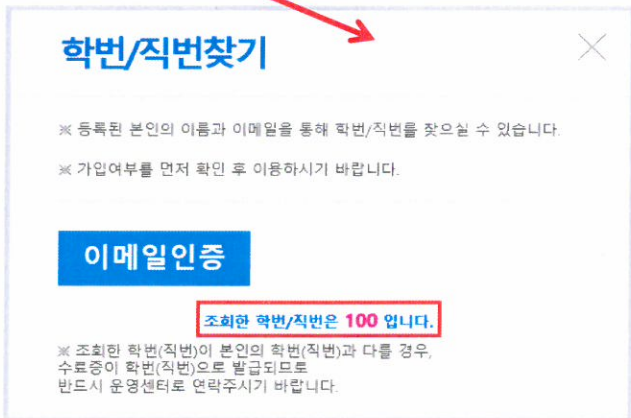 학번/직번찾기
※ 등록된 본인의 이름과 이메일을 통해 학번/직번를 찾으실 수 있습니다.
※ 가입여부를 먼저 확인 후 이용하시기 바랍니다.
이메일인증
조회한 학번/직번은 100 입니다.
※ 조회한 학번(직번)이 본인의 학번(직번)과 다를 경우,
수료증이 학번(직번)으로 발급되므로
반드시 운영센터로 연락주시기 바랍니다.